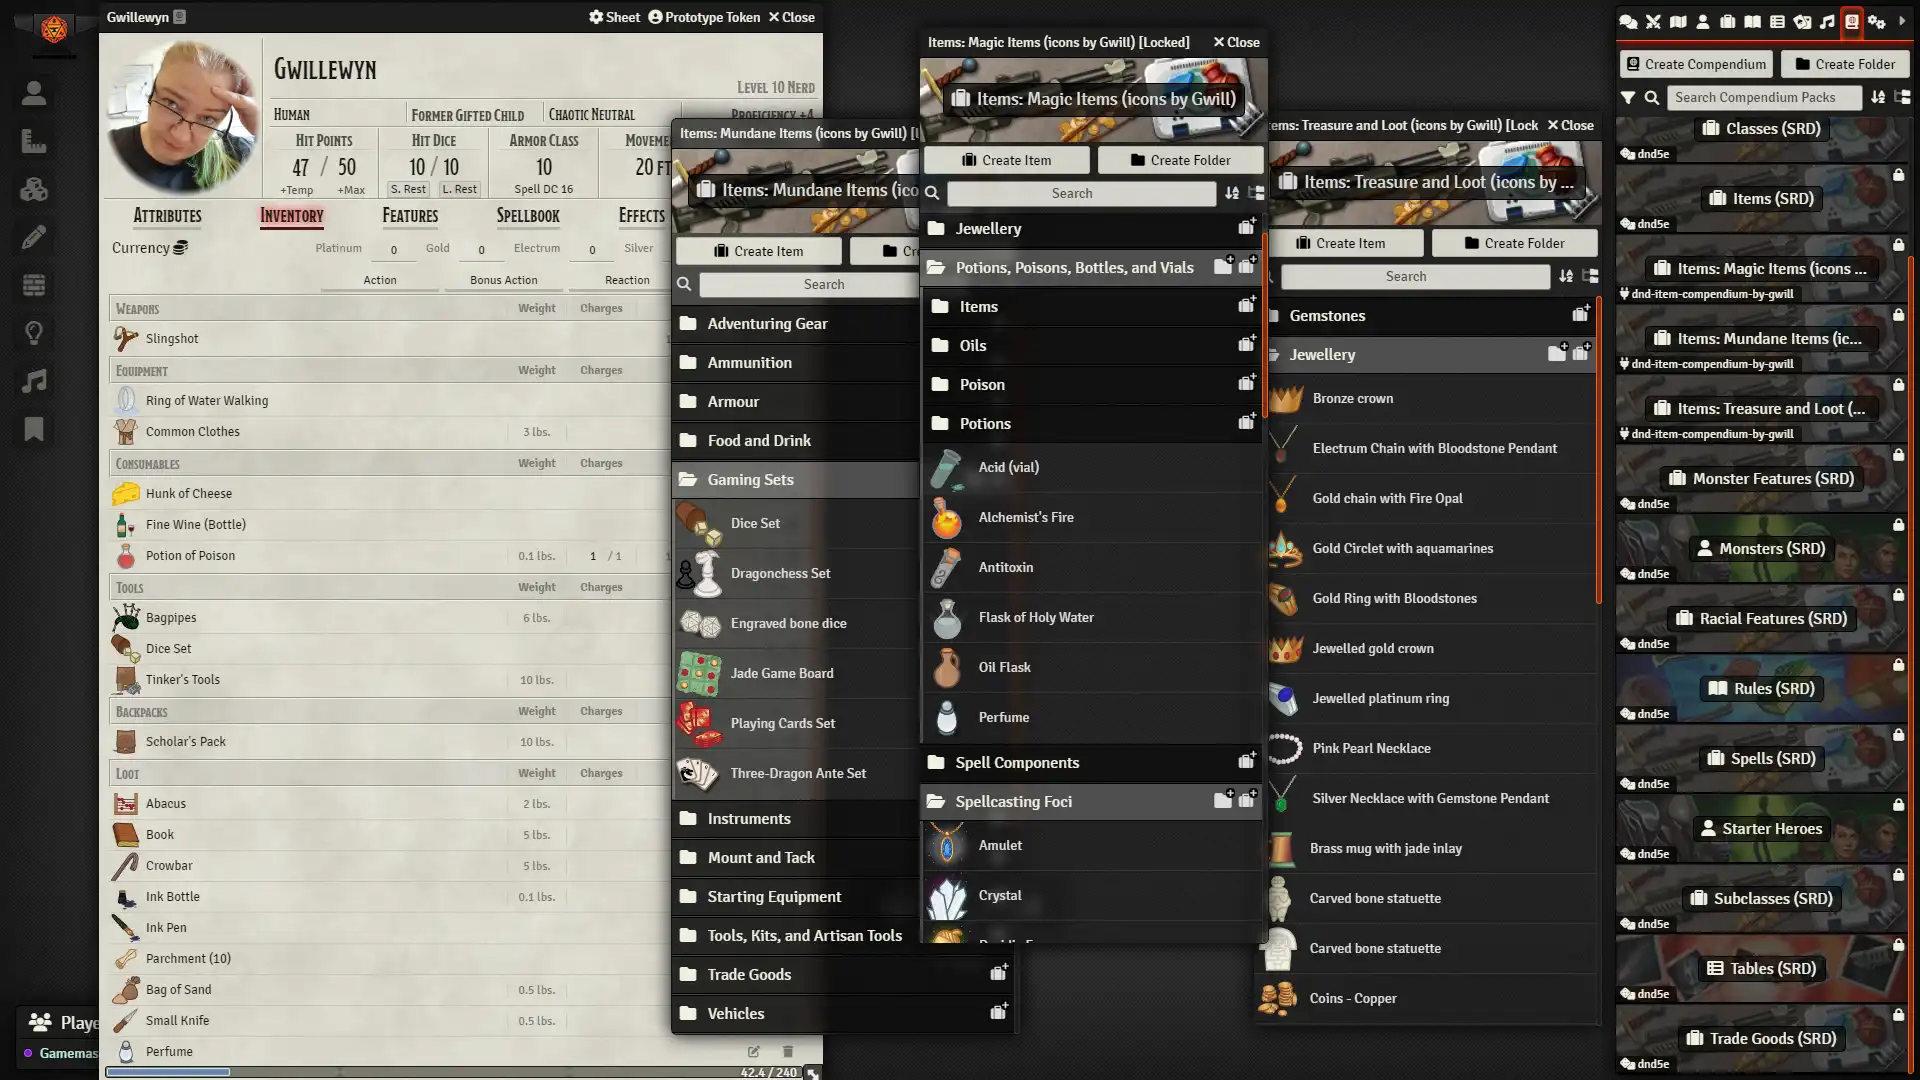 Gwillewyn
Sheet
Prototype Token
Close
Gwillewyn
Level 10 Nerd
Human
Former Gifted Child
Chaotic Neutral
Proficiency +4
Hit Points
Hit Dice
Armor Class
47 / 50
10 / 10
10
20 ft
+Temp
+Max
S. Rest
L. Rest
Spell DC 16
Attributes
Inventory
Features
Spellbook
Effects
Currency
Platinum
0
Gold
0
Electrum
0
Silver
Action
Bonus Action
Reaction
Weapons
Weight
Charges
Slingshot
Equipment
Weight
Charges
Ring of Water Walking
Common Clothes
3 lbs.
Consumables
Weight
Charges
Hunk of Cheese
Fine Wine (Bottle)
Potion of Poison
0.1 lbs.
1 / 1
Tools
Weight
Charges
Bagpipes
6 lbs.
Dice Set
Tinker's Tools
10 lbs.
Backpacks
Weight
Charges
Scholar's Pack
10 lbs.
Loot
Weight
Charges
Abacus
2 lbs.
Book
5 lbs.
Crowbar
5 lbs.
Ink Bottle
0.1 lbs.
Ink Pen
Parchment (10)
Bag of Sand
0.5 lbs.
Small Knife
0.5 lbs.
Perfume
42.4 / 240
Items: Mundane Items (icons by Gwill)
Items: Mundane Items (ico
Create Item
Search
Adventuring Gear
Ammunition
Armour
Food and Drink
Gaming Sets
Dice Set
Dragonchess Set
Engraved bone dice
Jade Game Board
Playing Cards Set
Three-Dragon Ante Set
Instruments
Mount and Tack
Starting Equipment
Tools, Kits, and Artisan Tools
Trade Goods
Vehicles
Items: Magic Items (icons by Gwill) [Locked]
Close
Items: Magic Items (icons by Gwill)
Create Item
Create Folder
Search
Jewellery
Potions, Poisons, Bottles, and Vials
Items
Oils
Poison
Potions
Acid (vial)
Alchemist's Fire
Antitoxin
Flask of Holy Water
Oil Flask
Perfume
Spell Components
Spellcasting Foci
Amulet
Crystal
tems: Treasure and Loot (icons by Gwill) [Lock
Close
Items: Treasure and Loot (icons by ...
Create Item
Create Folder
Search
Gemstones
Jewellery
Bronze crown
Electrum Chain with Bloodstone Pendant
Gold chain with Fire Opal
Gold Circlet with aquamarines
Gold Ring with Bloodstones
Jewelled gold crown
Jewelled platinum ring
Pink Pearl Necklace
Silver Necklace with Gemstone Pendant
Brass mug with jade inlay
Carved bone statuette
Carved bone statuette
Coins - Copper
Create Compendium
Create Folder
Search Compendium Packs
Classes (SRD)
dnd5e
Items (SRD)
dnd5e
Items: Magic Items (icons ...
dnd-item-compendium-by-gwill
Items: Mundane Items (ic...
dnd-item-compendium-by-gwill
Items: Treasure and Loot (...
dnd-item-compendium-by-gwill
Monster Features (SRD)
dnd5e
Monsters (SRD)
dnd5e
Racial Features (SRD)
dnd5e
Rules (SRD)
dnd5e
Spells (SRD)
dnd5e
Starter Heroes
dnd5e
Subclasses (SRD)
dnd5e
Tables (SRD)
dnd5e
Trade Goods (SRD)
dnd5e
Playe
Gamemas